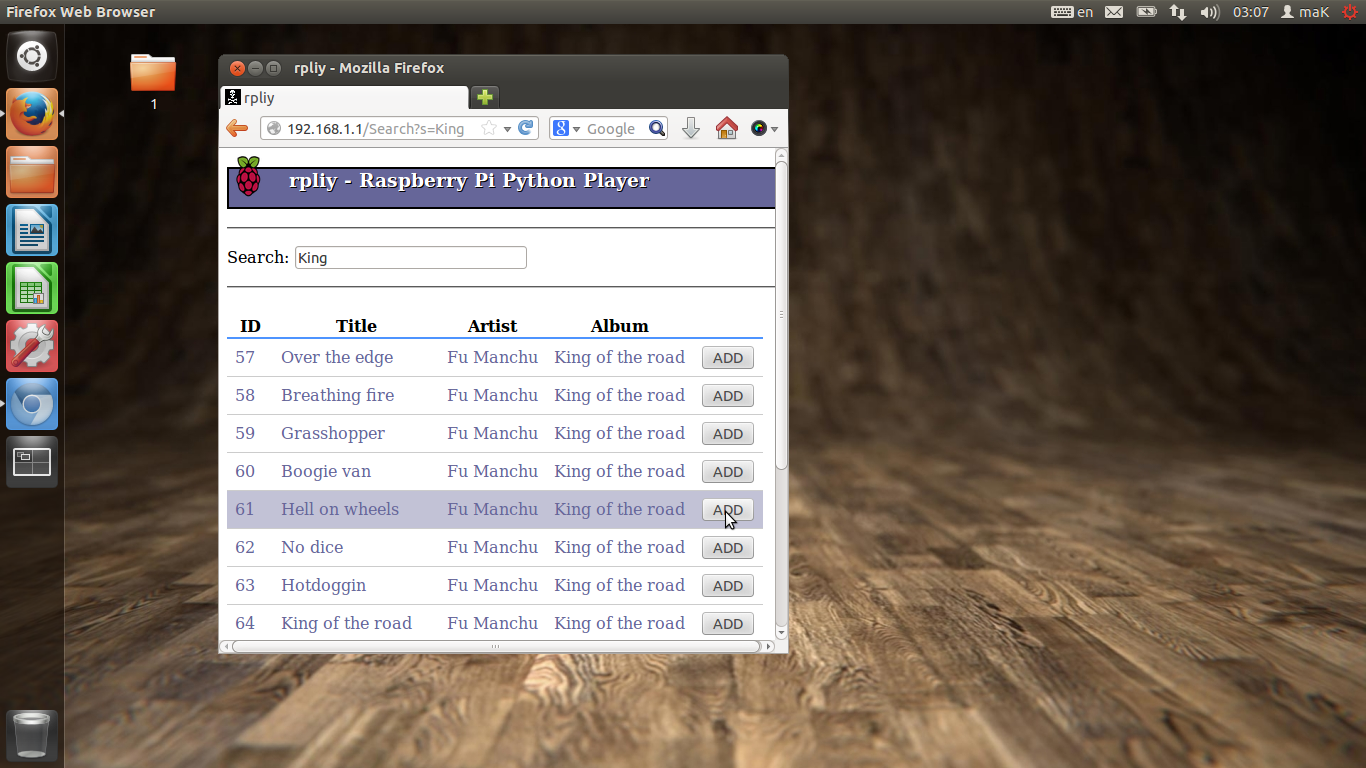 Firefox Web Browser
en
03:07
maK
1
rpliy - Mozilla Firefox
rpliy
192.168.1.1/Search?s=King
Google
rpliy - Raspberry Pi Python Player
Search: King
ID Title Artist Album
57 Over the edge Fu Manchu King of the road ADD
58 Breathing fire Fu Manchu King of the road ADD
59 Grasshopper Fu Manchu King of the road ADD
60 Boogie van Fu Manchu King of the road ADD
61 Hell on wheels Fu Manchu King of the road ADD
62 No dice Fu Manchu King of the road ADD
63 Hotdoggin Fu Manchu King of the road ADD
64 King of the road Fu Manchu King of the road ADD